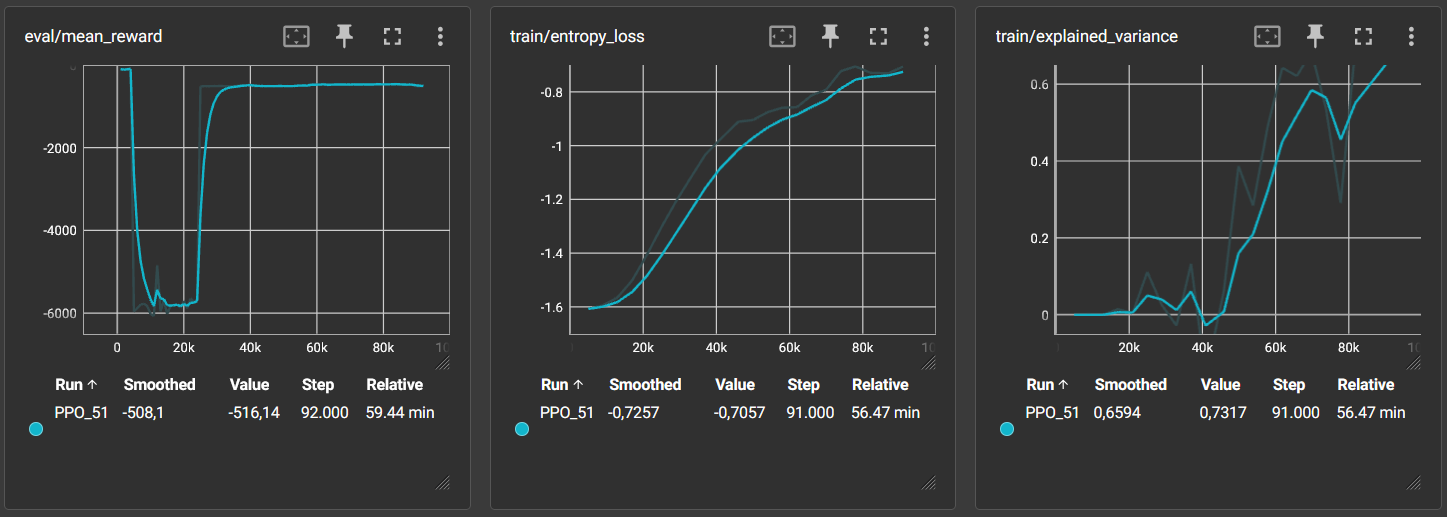 eval/mean_reward
-2000
-4000
-6000
0 20k 40k 60k 80k
Run ↑ Smoothed Value Step Relative
PPO_51 -508,1 -516,14 92.000 59.44 min
train/entropy_loss
-0.8
-1
-1.2
-1.4
-1.6
20k 40k 60k 80k
Run ↑ Smoothed Value Step Relative
PPO_51 -0,7257 -0,7057 91.000 56.47 min
train/explained_variance
0.6
0.4
0.2
0
20k 40k 60k 80k
Run ↑ Smoothed Value Step Relative
PPO_51 0,6594 0,7317 91.000 56.47 min